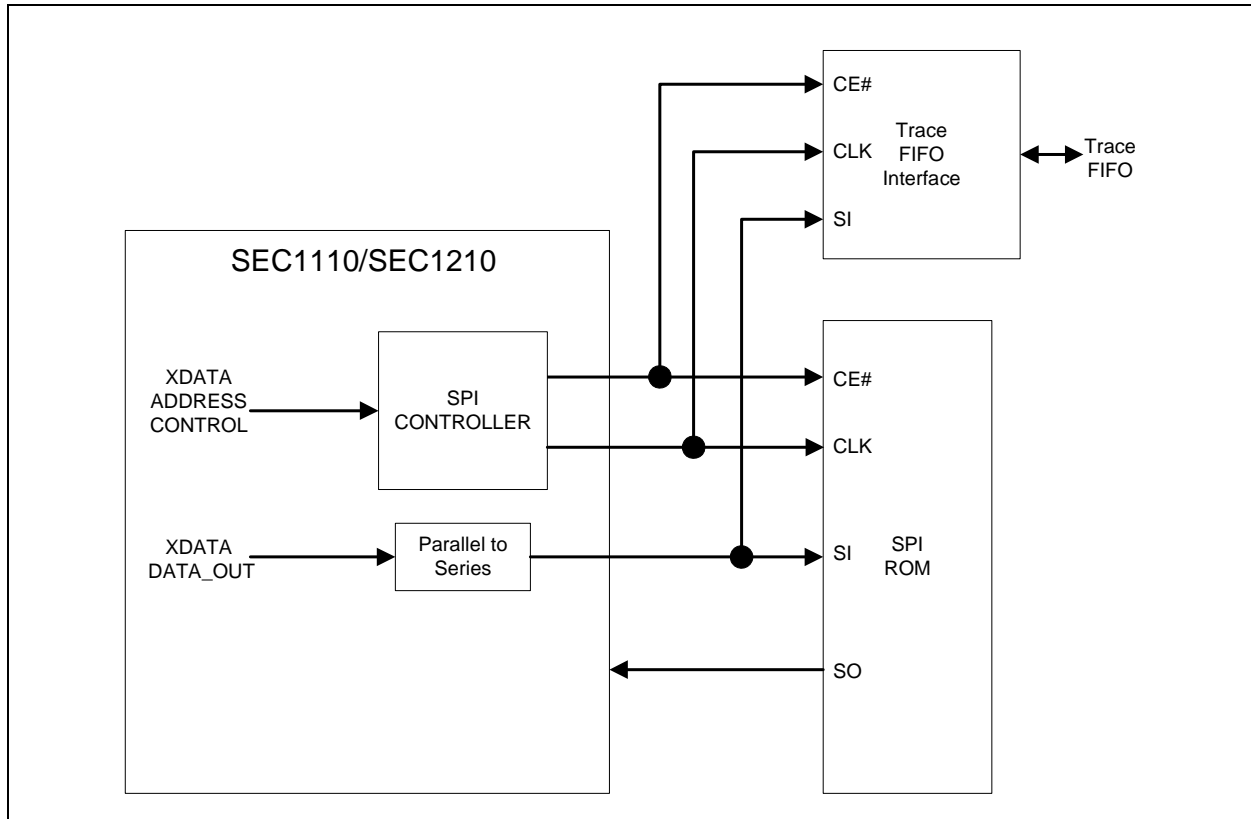 CE#
CLK
SI
Trace
FIFO
Interface
Trace
FIFO
SEC1110/SEC1210
XDATA
ADDRESS
CONTROL
SPI
CONTROLLER
XDATA
DATA_OUT
Parallel to
Series
CE#
CLK
SI
SO
SPI
ROM